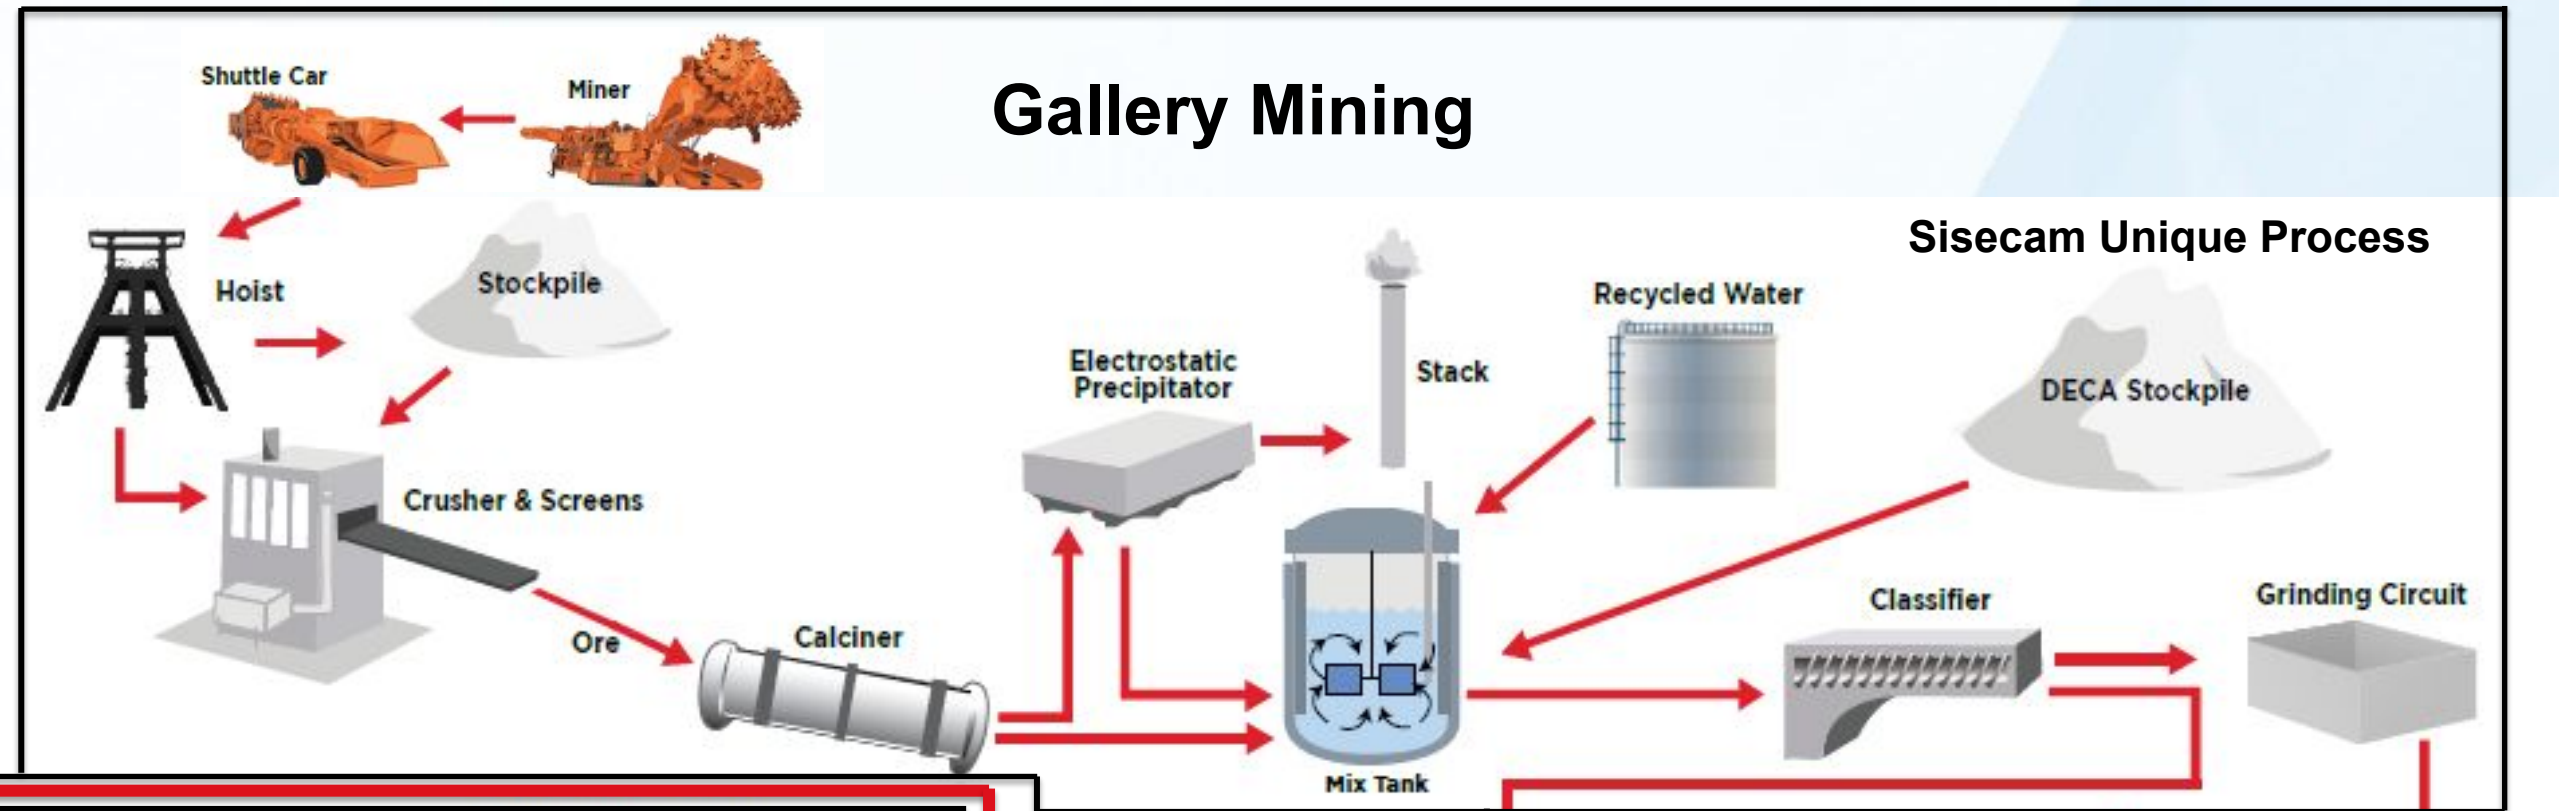 Shuttle Car
Miner
Gallery Mining
Sisecam Unique Process
Hoist
Stockpile
Recycled Water
Electrostatic
Precipitator
Stack
DECA Stockpile
Crusher & Screens
Classifier
Grinding Circuit
Ore
Calciner
Mix Tank